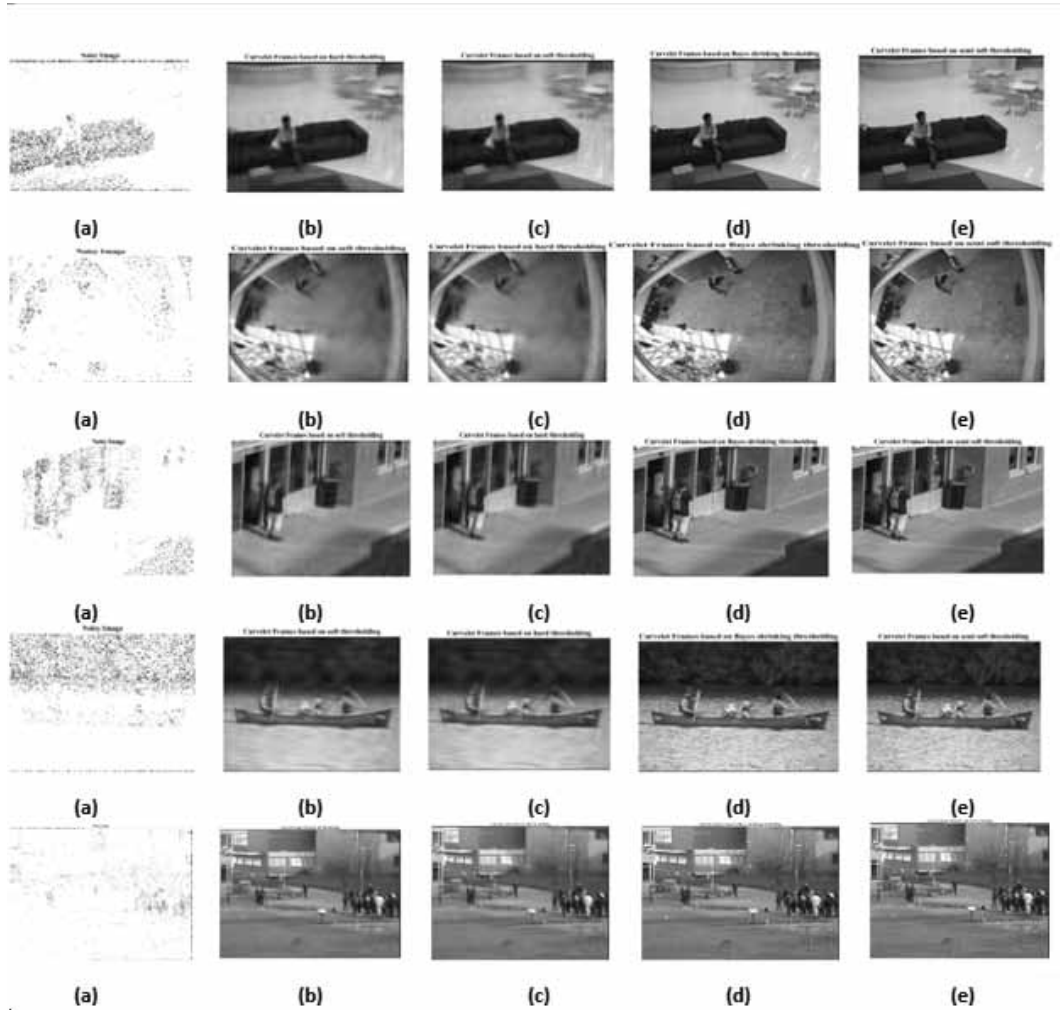 Noisy Image
Curvelet Frames based on hard thresholding
Curvelet Frames based on soft thresholding
Curvelet Frames based on Bayes shrinking thresholding
Curvelet Frames based on semi soft thresholding
(a)
(b)
(c)
(d)
(e)
Noisy Image
Curvelet Frames based on soft thresholding
Curvelet Frames based on hard thresholding
Curvelet Frames based on Bayes shrinking thresholding
Curvelet Frames based on semi soft thresholding
(a)
(b)
(c)
(d)
(e)
Noisy Image
Curvelet Frames based on soft thresholding
Curvelet Frames based on hard thresholding
Curvelet Frames based on Bayes shrinking thresholding
Curvelet Frames based on semi soft thresholding
(a)
(b)
(c)
(d)
(e)
Noisy Image
Curvelet Frames based on soft thresholding
Curvelet Frames based on hard thresholding
Curvelet Frames based on Bayes shrinking thresholding
Curvelet Frames based on semi soft thresholding
(a)
(b)
(c)
(d)
(e)
(a)
(b)
(c)
(d)
(e)